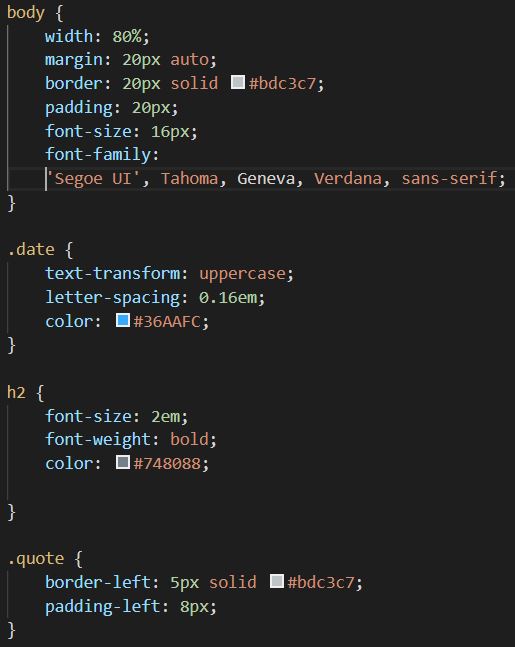 body {
    width: 80%;
    margin: 20px auto;
    border: 20px solid #bdc3c7;
    padding: 20px;
    font-size: 16px;
    font-family:
    'Segoe UI', Tahoma, Geneva, Verdana, sans-serif;
}

.date {
    text-transform: uppercase;
    letter-spacing: 0.16em;
    color: #36AAFC;
}

h2 {
    font-size: 2em;
    font-weight: bold;
    color: #748088;

}

.quote {
    border-left: 5px solid #bdc3c7;
    padding-left: 8px;
}